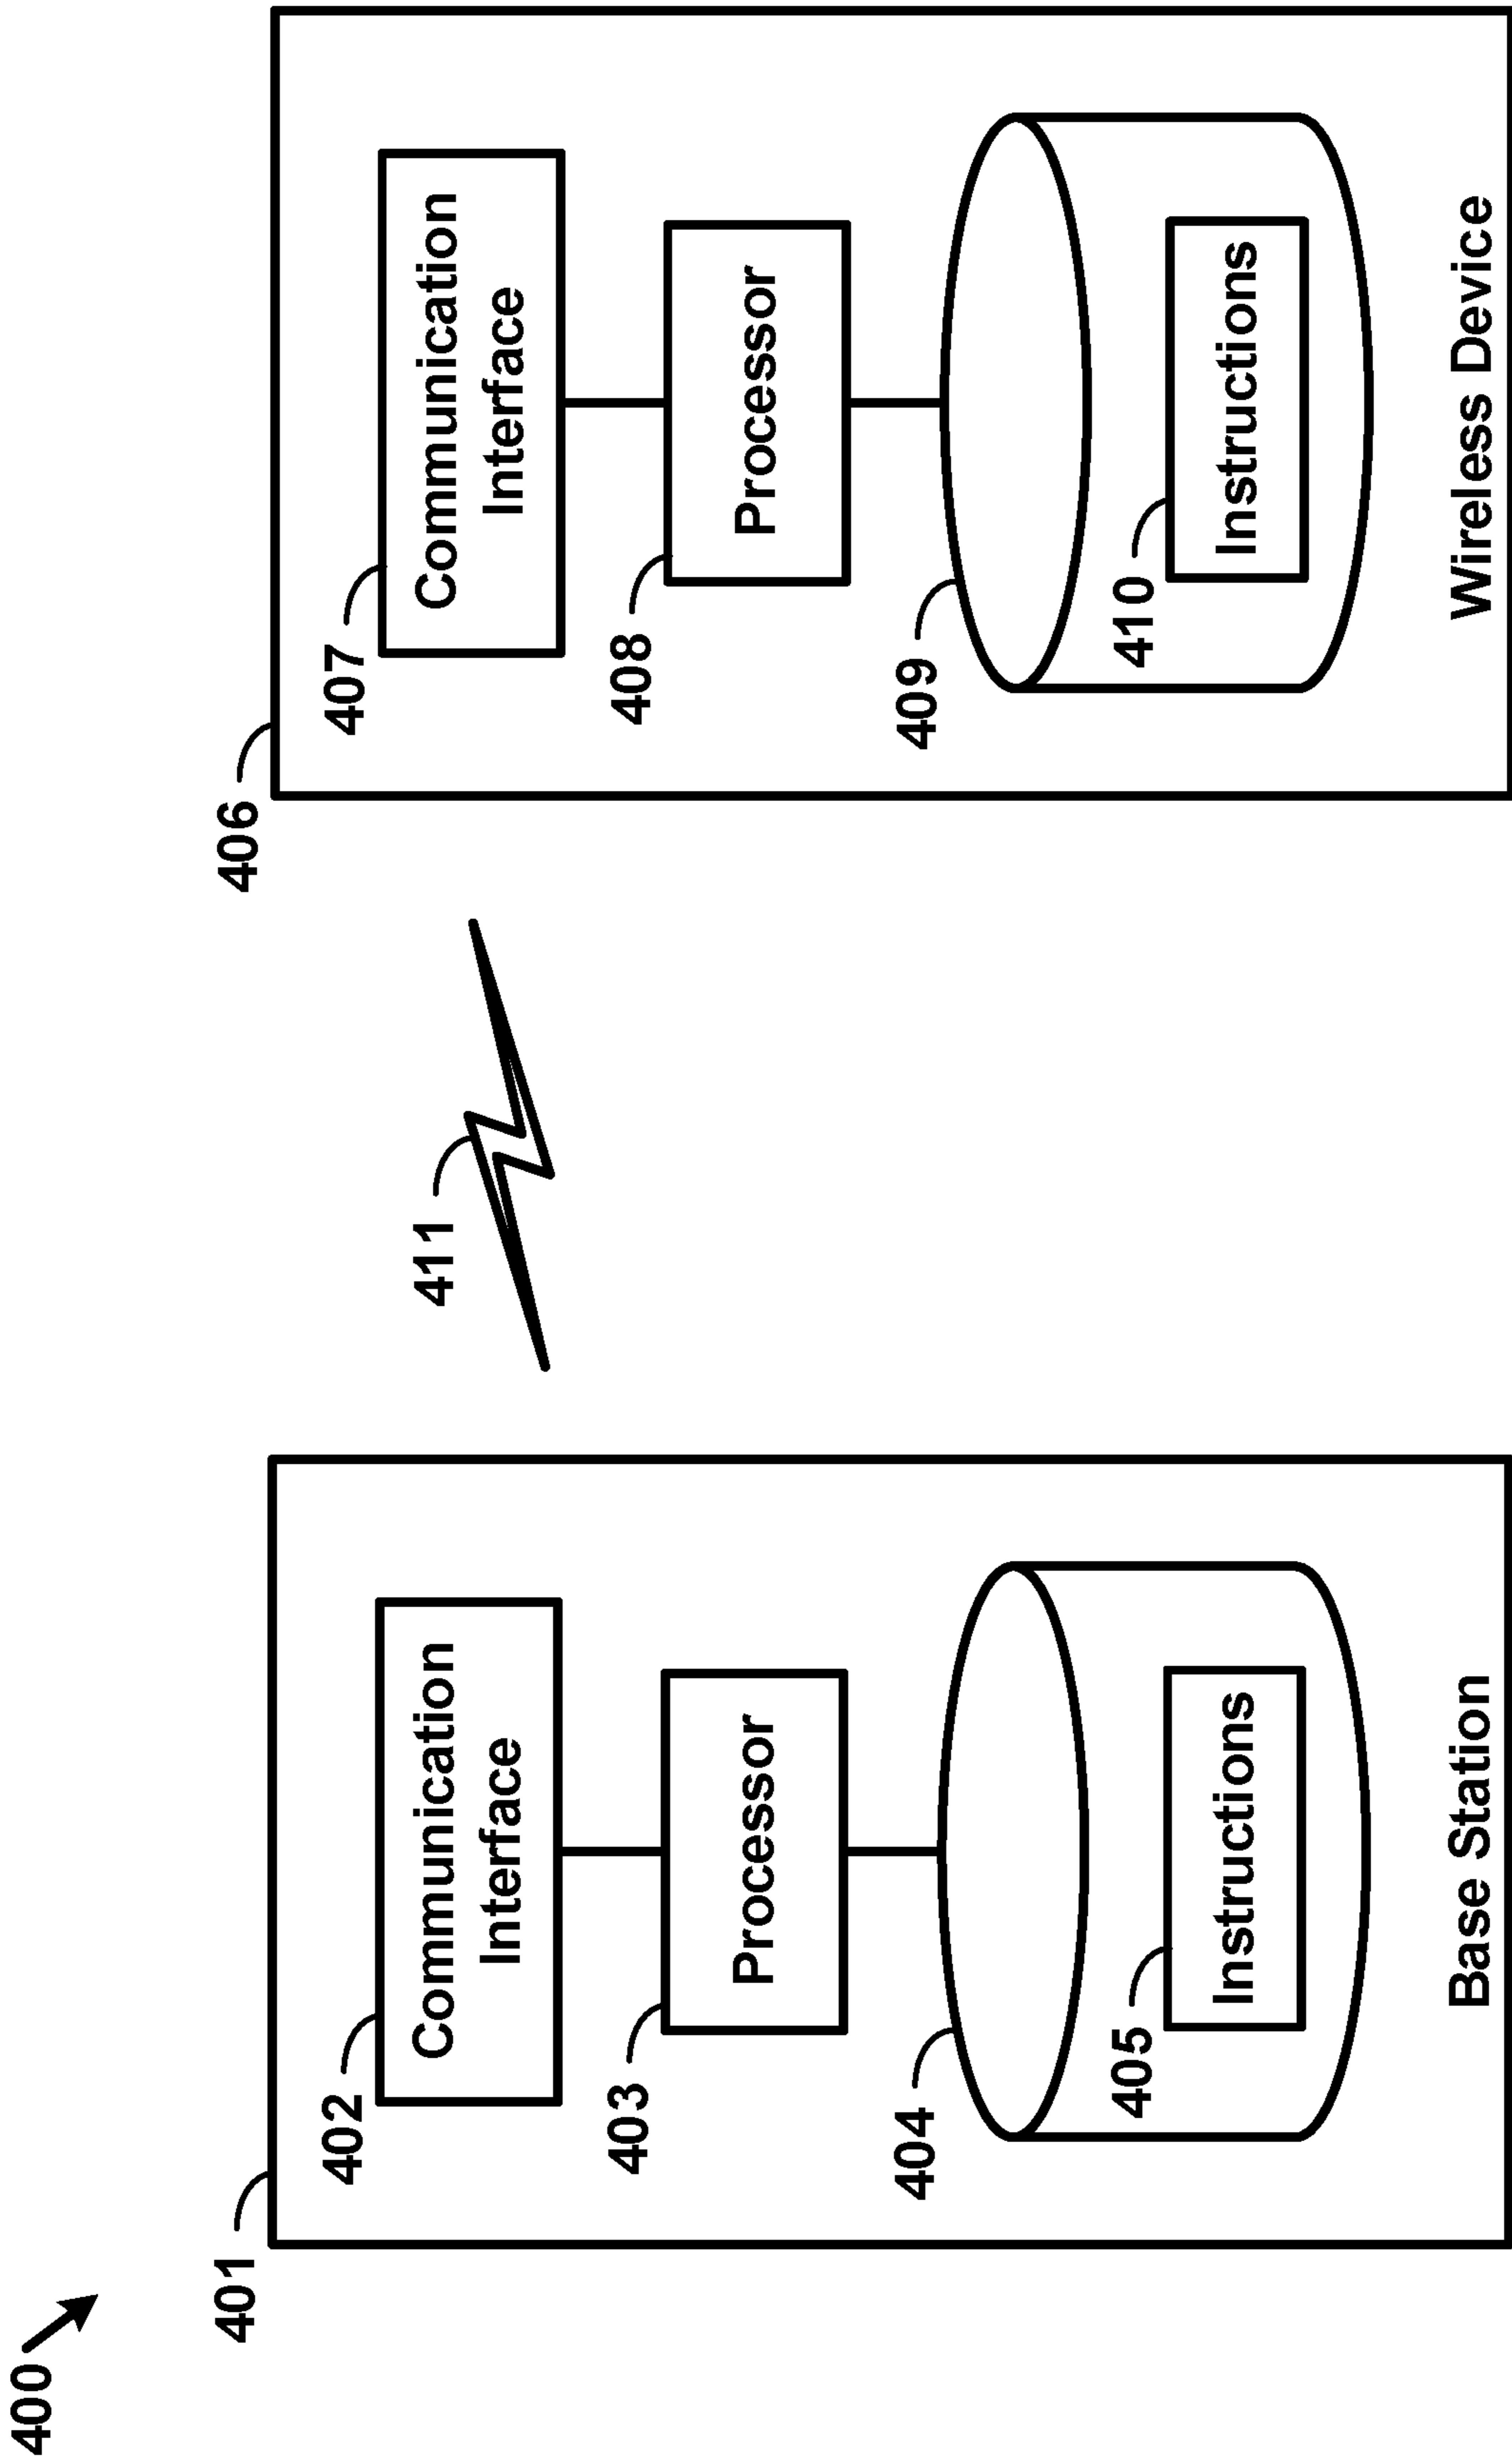 400
401
402
Communication
Interface
403
Processor
404
405
Instructions
Base Station
411
406
407
Communication
Interface
408
Processor
409
410
Instructions
Wireless Device